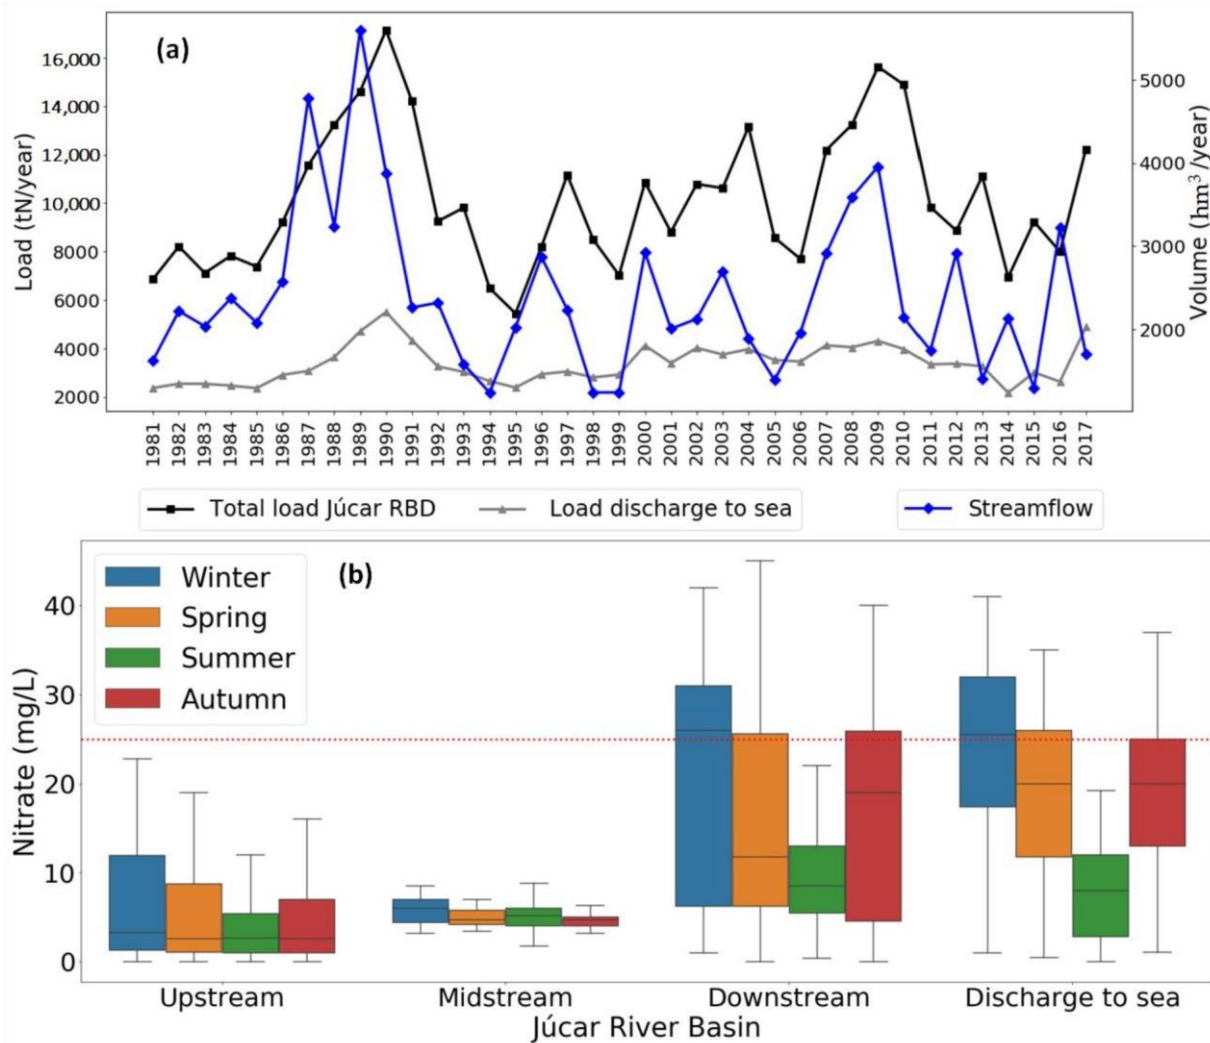 (a)
Load (tN/year)
16,000
14,000
12,000
10,000
8000
6000
4000
2000
Volume (hm³/year)
5000
4000
3000
2000
1981 1982 1983 1984 1985 1986 1987 1988 1989 1990 1991 1992 1993 1994 1995 1996 1997 1998 1999 2000 2001 2002 2003 2004 2005 2006 2007 2008 2009 2010 2011 2012 2013 2014 2015 2016 2017
Total load Júcar RBD Load discharge to sea Streamflow
(b)
Winter
Spring
Summer
Autumn
Nitrate (mg/L)
40
30
20
10
0
Upstream Midstream Downstream Discharge to sea
Júcar River Basin